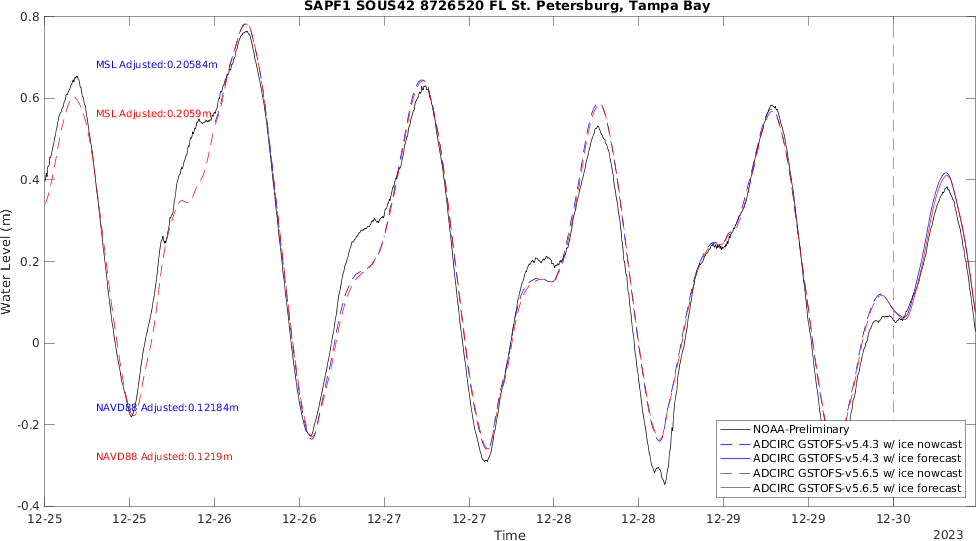 SAPF1 SOUS42 8726520 FL St. Petersburg, Tampa Bay
0.8
0.6
0.4
0.2
0
-0.2
-0.4
Water Level (m)
MSL Adjusted:0.20584m
MSL Adjusted:0.2059m
NAVD88 Adjusted:0.12184m
NAVD88 Adjusted:0.1219m
NOAA-Preliminary
ADCIRC GSTOFS-v5.4.3 w/ ice nowcast
ADCIRC GSTOFS-v5.4.3 w/ ice forecast
ADCIRC GSTOFS-v5.6.5 w/ ice nowcast
ADCIRC GSTOFS-v5.6.5 w/ ice forecast
12-25 12-25 12-26 12-26 12-27 12-27 12-28 12-28 12-29 12-29 12-30
Time
2023